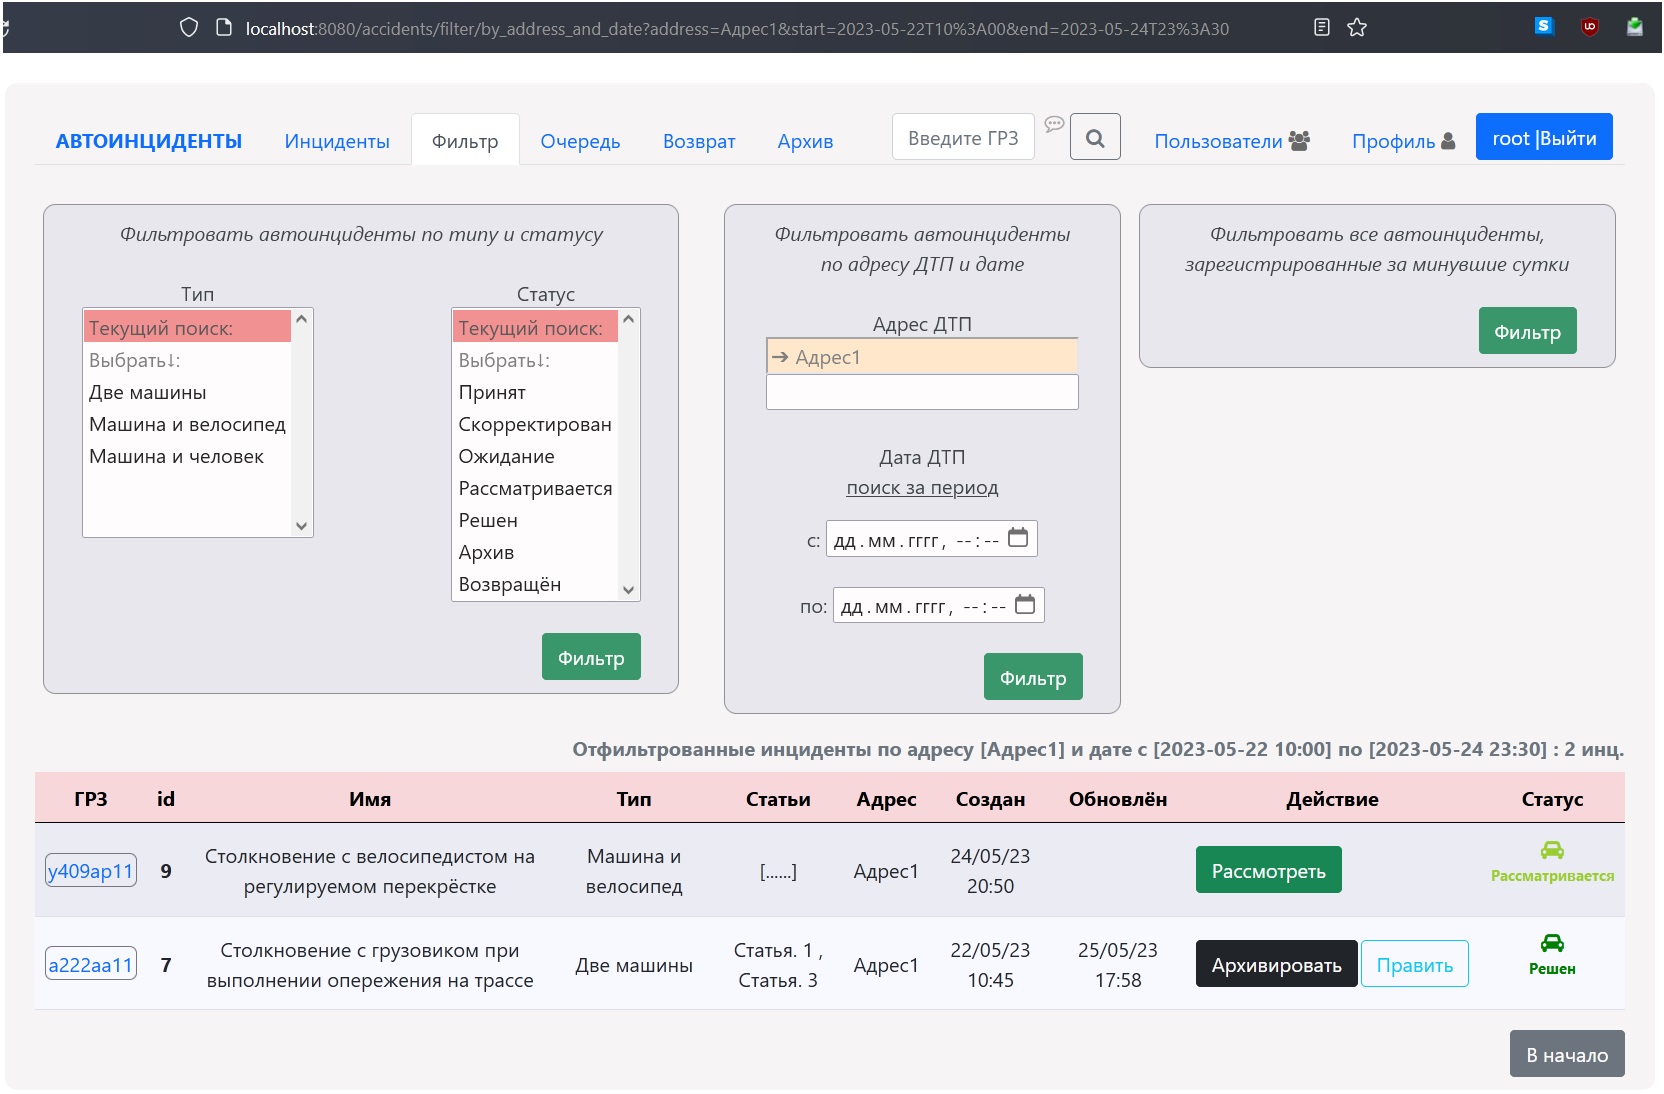 localhost:8080/accidents/filter/by_address_and_date?address=Адрес1&start=2023-05-22T10%3A00&end=2023-05-24T23%3A30
АВТОИНЦИДЕНТЫ Инциденты Фильтр Очередь Возврат Архив Введите ГРЗ Пользователи Профиль root |Выйти
Фильтровать автоинциденты по типу и статусу
Тип
Текущий поиск:
Выбрать↓:
Две машины
Машина и велосипед
Машина и человек
Статус
Текущий поиск:
Выбрать↓:
Принят
Скорректирован
Ожидание
Рассматривается
Решен
Архив
Возвращён
Фильтр
Фильтровать автоинциденты
по адресу ДТП и дате
Адрес ДТП
➔ Адрес1
Дата ДТП
поиск за период
с: дд.мм.гггг, --:--
по: дд.мм.гггг, --:--
Фильтр
Фильтровать все автоинциденты,
зарегистрированные за минувшие сутки
Фильтр
Отфильтрованные инциденты по адресу [Адрес1] и дате с [2023-05-22 10:00] по [2023-05-24 23:30] : 2 инц.
ГРЗ id Имя Тип Статьи Адрес Создан Обновлён Действие Статус
у409ар11 9 Столкновение с велосипедистом на
регулируемом перекрёстке
Машина и
велосипед
[......] Адрес1
24/05/23
20:50
Рассмотреть Рассматривается
а222аа11 7 Столкновение с грузовиком при
выполнении опережения на трассе
Две машины
Статья. 1 ,
Статья. 3
Адрес1
22/05/23
10:45
25/05/23
17:58
Архивировать Править Решен
В начало